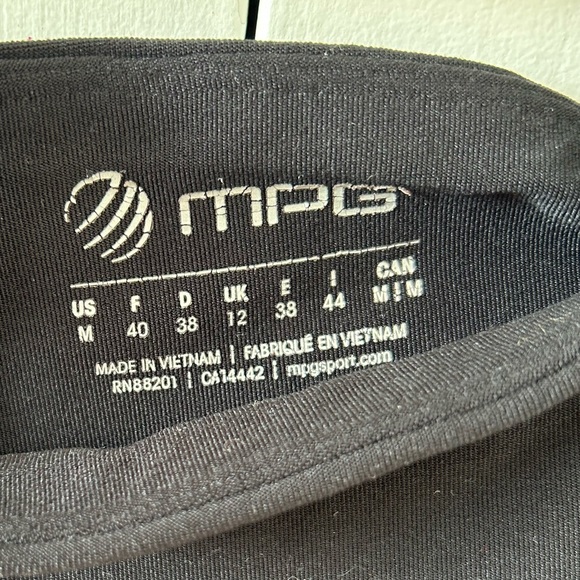 MPG
US F D UK E I CAN
M 40 38 12 38 44 M | M
MADE IN VIETNAM | FABRIQUÉ EN VIETNAM
RN88201 | CA14442 | mpgsport.com